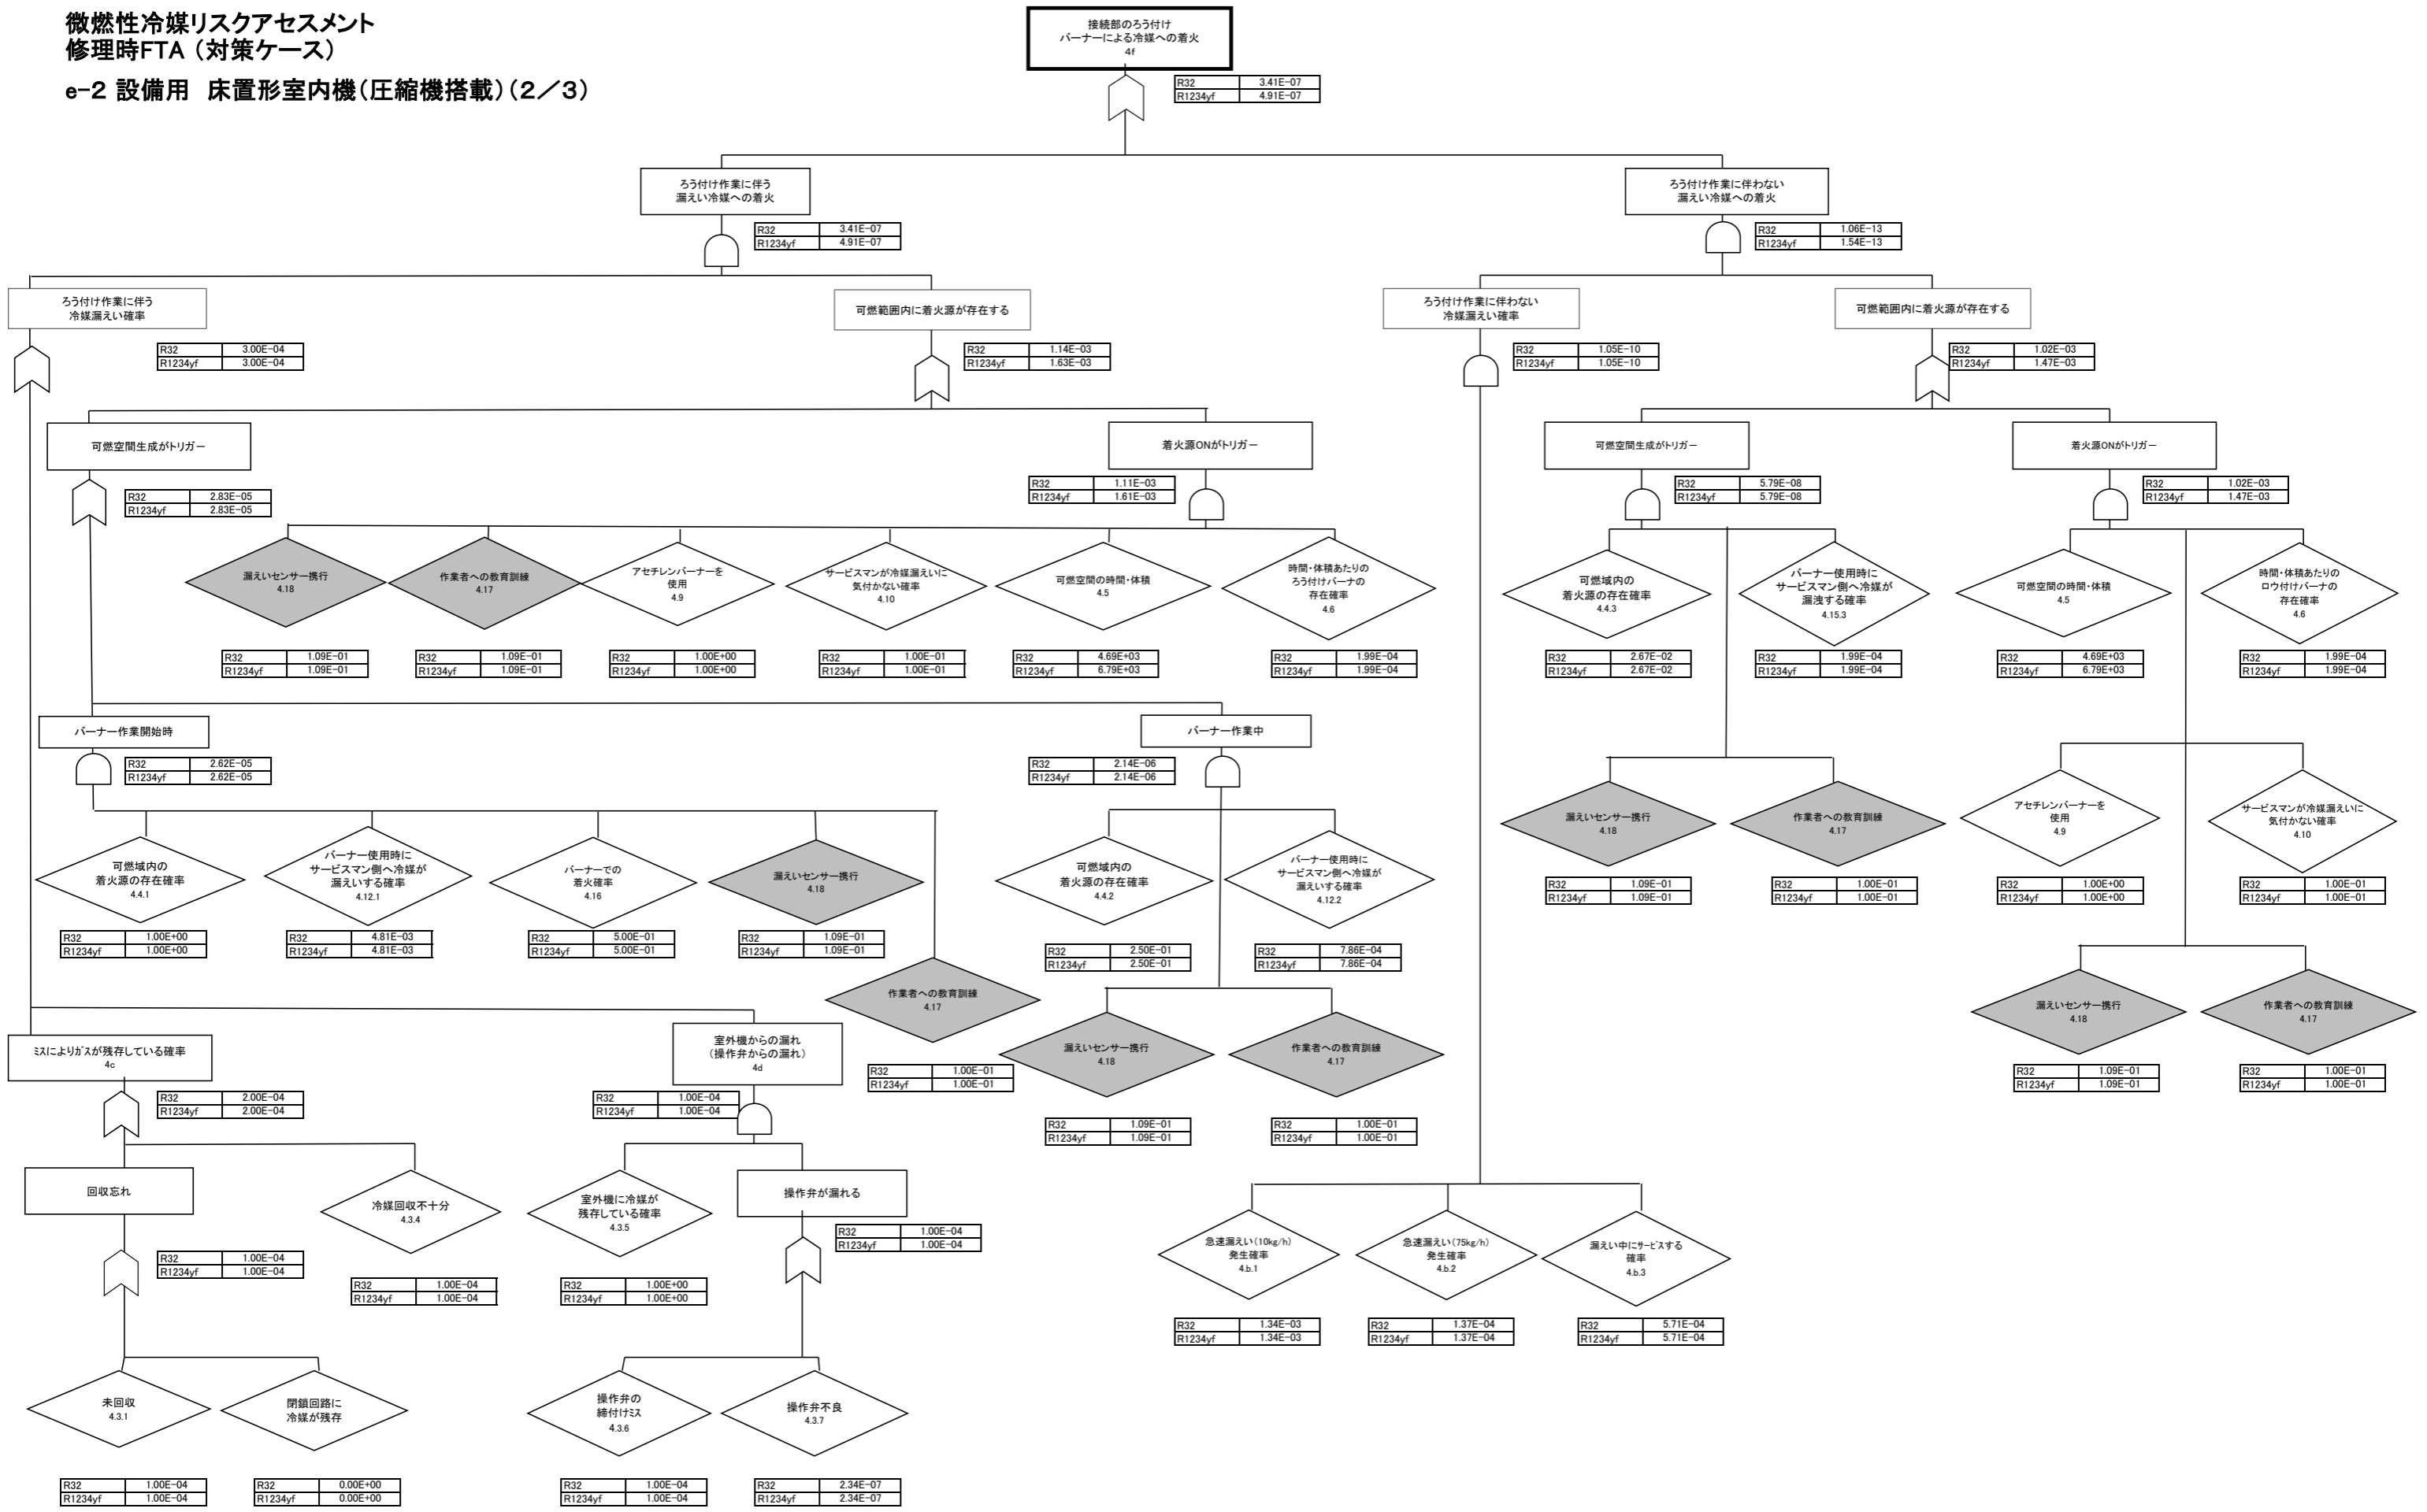 微燃性冷媒リスクアセスメント
修理時FTA（対策ケース）
e-2 設備用　床置形室内機(圧縮機搭載)(2／3)
接続部のろう付け
バーナーによる冷媒への着火
4f
R32 3.41E-07
R1234yf 4.91E-07
ろう付け作業に伴う
漏えい冷媒への着火
R32 3.41E-07
R1234yf 4.91E-07
ろう付け作業に伴わない
漏えい冷媒への着火
R32 1.06E-13
R1234yf 1.54E-13
ろう付け作業に伴う
冷媒漏えい確率
R32 3.00E-04
R1234yf 3.00E-04
可燃範囲内に着火源が存在する
R32 1.14E-03
R1234yf 1.63E-03
ろう付け作業に伴わない
冷媒漏えい確率
R32 1.05E-10
R1234yf 1.05E-10
可燃範囲内に着火源が存在する
R32 1.02E-03
R1234yf 1.47E-03
可燃空間生成がトリガー
R32 2.83E-05
R1234yf 2.83E-05
着火源ONがトリガー
R32 1.11E-03
R1234yf 1.61E-03
可燃空間生成がトリガー
R32 5.79E-08
R1234yf 5.79E-08
着火源ONがトリガー
R32 1.02E-03
R1234yf 1.47E-03
漏えいセンサー携行
4.18
R32 1.09E-01
R1234yf 1.09E-01
作業者への教育訓練
4.17
R32 1.09E-01
R1234yf 1.09E-01
アセチレンバーナーを
使用
4.9
R32 1.00E+00
R1234yf 1.00E+00
サービスマンが冷媒漏えいに
気付かない確率
4.10
R32 1.00E-01
R1234yf 1.00E-01
可燃空間の時間・体積
4.5
R32 4.69E+03
R1234yf 6.79E+03
時間・体積あたりの
ろう付けバーナの
存在確率
4.6
R32 1.99E-04
R1234yf 1.99E-04
可燃域内の
着火源の存在確率
4.4.3
R32 2.67E-02
R1234yf 2.67E-02
バーナー使用時に
サービスマン側へ冷媒が
漏洩する確率
4.15.3
R32 1.99E-04
R1234yf 1.99E-04
可燃空間の時間・体積
4.5
R32 4.69E+03
R1234yf 6.79E+03
時間・体積あたりの
ロウ付けバーナの
存在確率
4.6
R32 1.99E-04
R1234yf 1.99E-04
バーナー作業開始時
R32 2.62E-05
R1234yf 2.62E-05
バーナー作業中
R32 2.14E-06
R1234yf 2.14E-06
漏えいセンサー携行
4.18
R32 1.09E-01
R1234yf 1.09E-01
作業者への教育訓練
4.17
R32 1.00E-01
R1234yf 1.00E-01
アセチレンバーナーを
使用
4.9
R32 1.00E+00
R1234yf 1.00E+00
サービスマンが冷媒漏えいに
気付かない確率
4.10
R32 1.00E-01
R1234yf 1.00E-01
可燃域内の
着火源の存在確率
4.4.1
R32 1.00E+00
R1234yf 1.00E+00
バーナー使用時に
サービスマン側へ冷媒が
漏えいする確率
4.12.1
R32 4.81E-03
R1234yf 4.81E-03
バーナーでの
着火確率
4.16
R32 5.00E-01
R1234yf 5.00E-01
漏えいセンサー携行
4.18
R32 1.09E-01
R1234yf 1.09E-01
作業者への教育訓練
4.17
R32 1.00E-01
R1234yf 1.00E-01
可燃域内の
着火源の存在確率
4.4.2
R32 2.50E-01
R1234yf 2.50E-01
バーナー使用時に
サービスマン側へ冷媒が
漏えいする確率
4.12.2
R32 7.86E-04
R1234yf 7.86E-04
漏えいセンサー携行
4.18
R32 1.09E-01
R1234yf 1.09E-01
作業者への教育訓練
4.17
R32 1.00E-01
R1234yf 1.00E-01
漏えいセンサー携行
4.18
R32 1.09E-01
R1234yf 1.09E-01
作業者への教育訓練
4.17
R32 1.00E-01
R1234yf 1.00E-01
ﾐｽによりｶﾞｽが残存している確率
4c
R32 2.00E-04
R1234yf 2.00E-04
室外機からの漏れ
(操作弁からの漏れ)
4d
R32 1.00E-04
R1234yf 1.00E-04
回収忘れ
R32 1.00E-04
R1234yf 1.00E-04
冷媒回収不十分
4.3.4
R32 1.00E-04
R1234yf 1.00E-04
室外機に冷媒が
残存している確率
4.3.5
R32 1.00E+00
R1234yf 1.00E+00
操作弁が漏れる
R32 1.00E-04
R1234yf 1.00E-04
急速漏えい(10kg/h)
発生確率
4.b.1
R32 1.34E-03
R1234yf 1.34E-03
急速漏えい(75kg/h)
発生確率
4.b.2
R32 1.37E-04
R1234yf 1.37E-04
漏えい中にｻｰﾋﾞｽする
確率
4.b.3
R32 5.71E-04
R1234yf 5.71E-04
未回収
4.3.1
R32 1.00E-04
R1234yf 1.00E-04
閉鎖回路に
冷媒が残存
R32 0.00E+00
R1234yf 0.00E+00
操作弁の
締付けﾐｽ
4.3.6
R32 1.00E-04
R1234yf 1.00E-04
操作弁不良
4.3.7
R32 2.34E-07
R1234yf 2.34E-07